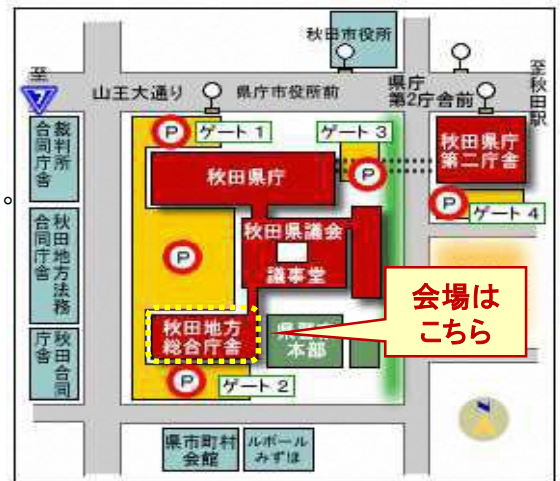 秋田市役所
至
7
山王大通り
県庁市役所前
県庁
第2庁舎前
至秋田駅
裁判所
合同庁舎
P
ゲート1
ゲート3
P
秋田県庁
秋田県庁
第二庁舎
P
ゲート4
秋田地方法務
合同庁舎
秋田県議会
議事堂
P
会場は
こちら
秋田地方
総合庁舎
本部
秋田合同
庁舎
P
ゲート2
県市町村
会館
ルポール
みずほ